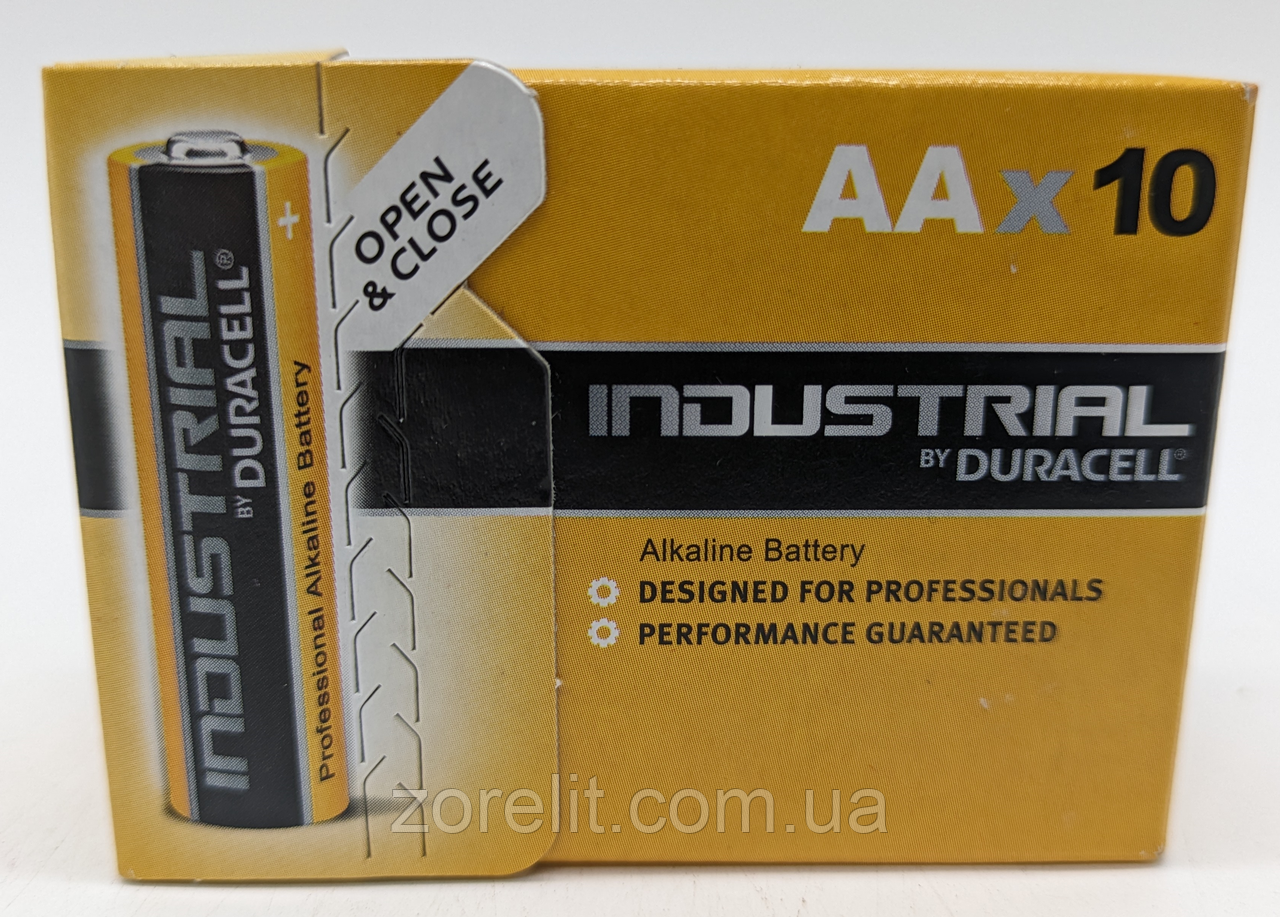 OPEN
& CLOSE
INDUSTRIAL
BY DURACELL®
+
Professional Alkaline Battery
AA x 10
INDUSTRIAL
BY DURACELL®
Alkaline Battery
DESIGNED FOR PROFESSIONALS
PERFORMANCE GUARANTEED
zorelit.com.ua